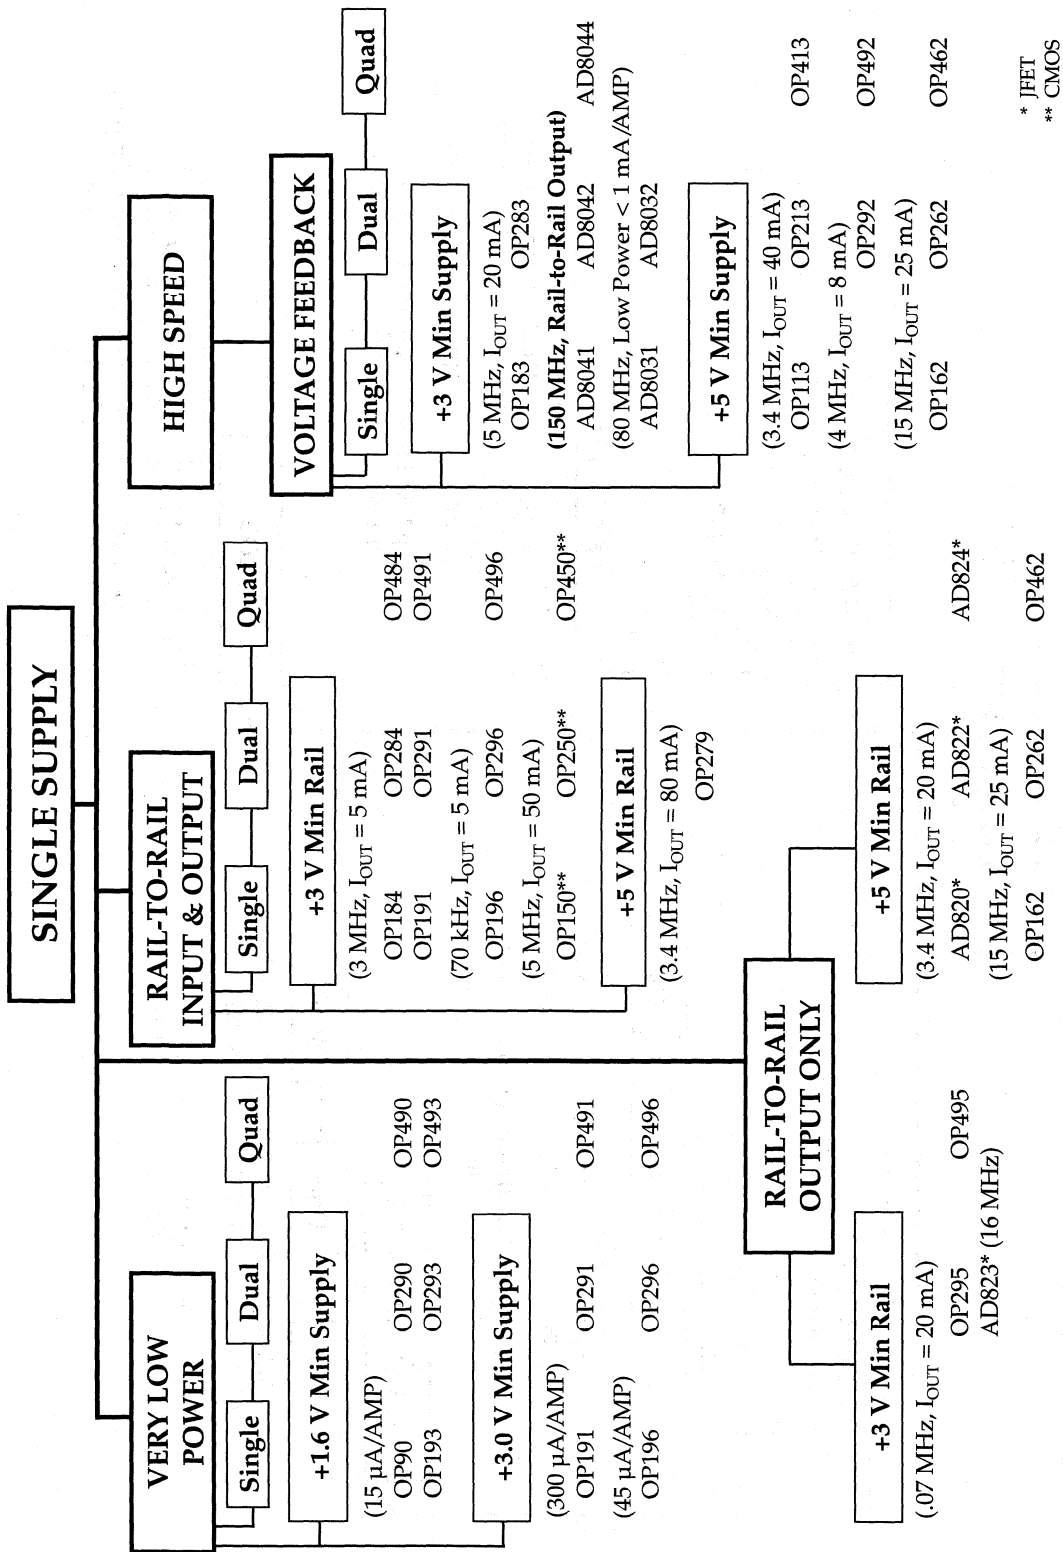 SINGLE SUPPLY
VERY LOW
POWER
Single Dual Quad
+1.6 V Min Supply
(15 µA/AMP)
OP90 OP290 OP490
OP193 OP293 OP493
+3.0 V Min Supply
(300 µA/AMP)
OP191 OP291 OP491
(45 µA/AMP)
OP196 OP296 OP496
RAIL-TO-RAIL
INPUT & OUTPUT
Single Dual Quad
+3 V Min Rail
(3 MHz, IOUT = 5 mA)
OP184 OP284 OP484
OP191 OP291 OP491
(70 kHz, IOUT = 5 mA)
OP196 OP296 OP496
(5 MHz, IOUT = 50 mA)
OP150** OP250** OP450**
+5 V Min Rail
(3.4 MHz, IOUT = 80 mA)
OP279
HIGH SPEED
VOLTAGE FEEDBACK
Single Dual Quad
+3 V Min Supply
(5 MHz, IOUT = 20 mA)
OP183 OP283
(150 MHz, Rail-to-Rail Output)
AD8041 AD8042 AD8044
(80 MHz, Low Power < 1 mA/AMP)
AD8031 AD8032
+5 V Min Supply
(3.4 MHz, IOUT = 40 mA)
OP113 OP213 OP413
(4 MHz, IOUT = 8 mA)
OP292 OP492
(15 MHz, IOUT = 25 mA)
OP162 OP262 OP462
RAIL-TO-RAIL
OUTPUT ONLY
+3 V Min Rail
(.07 MHz, IOUT = 20 mA)
OP295 OP495
AD823* (16 MHz)
+5 V Min Rail
(3.4 MHz, IOUT = 20 mA)
AD820* AD822* AD824*
(15 MHz, IOUT = 25 mA)
OP162 OP262 OP462
* JFET
** CMOS